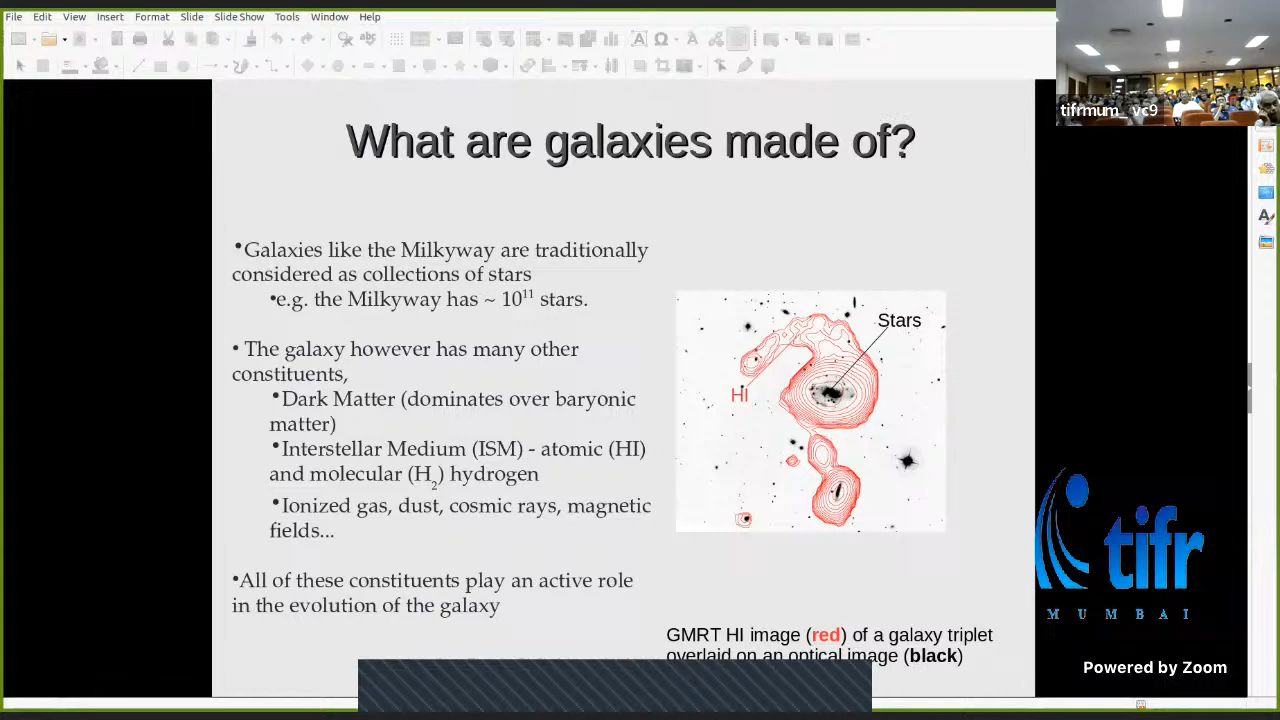 File Edit View Insert Format Slide Slide Show Tools Window Help
tifrmum_ vc9
What are galaxies made of?
•Galaxies like the Milkyway are traditionally
considered as collections of stars
•e.g. the Milkyway has ~ 10¹¹ stars.
• The galaxy however has many other
constituents,
•Dark Matter (dominates over baryonic
matter)
•Interstellar Medium (ISM) - atomic (HI)
and molecular (H₂) hydrogen
•Ionized gas, dust, cosmic rays, magnetic
fields...
•All of these constituents play an active role
in the evolution of the galaxy
Stars
HI
GMRT HI image (red) of a galaxy triplet
overlaid on an optical image (black)
tifr
MUMBAI
Powered by Zoom